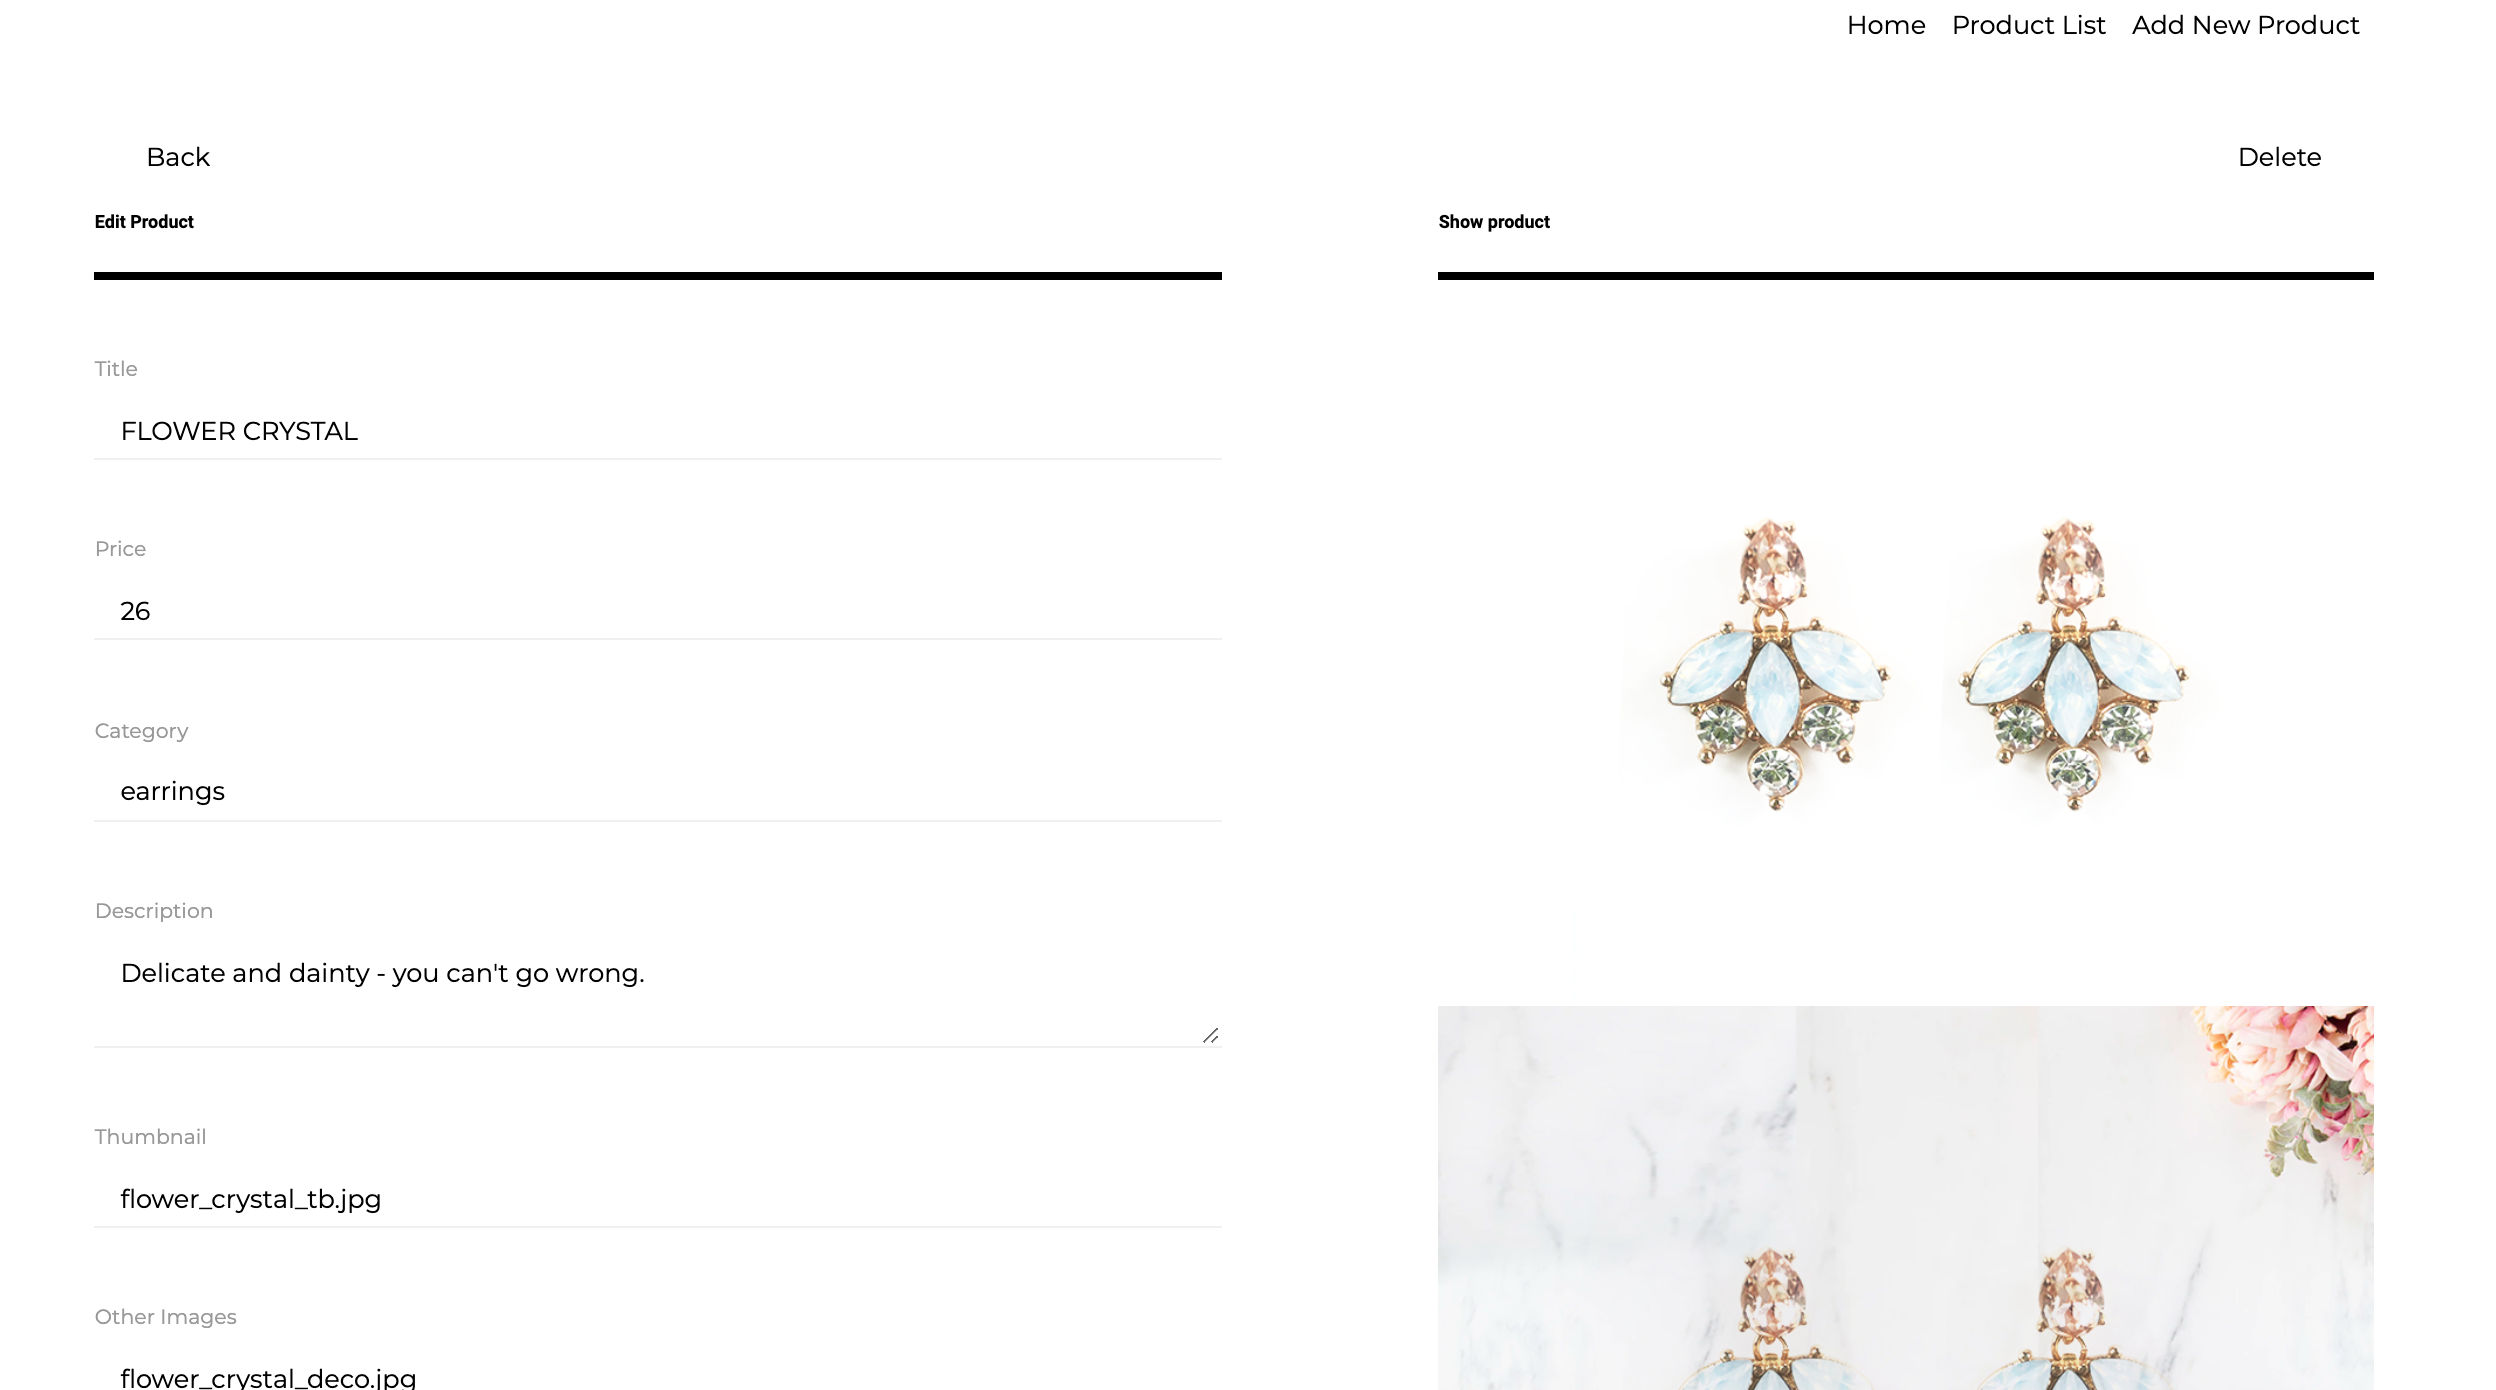 Home Product List Add New Product
Back
Delete
Edit Product
Show product
Title
FLOWER CRYSTAL
Price
26
Category
earrings
Description
Delicate and dainty - you can't go wrong.
Thumbnail
flower_crystal_tb.jpg
Other Images
flower_crystal_deco.jpg